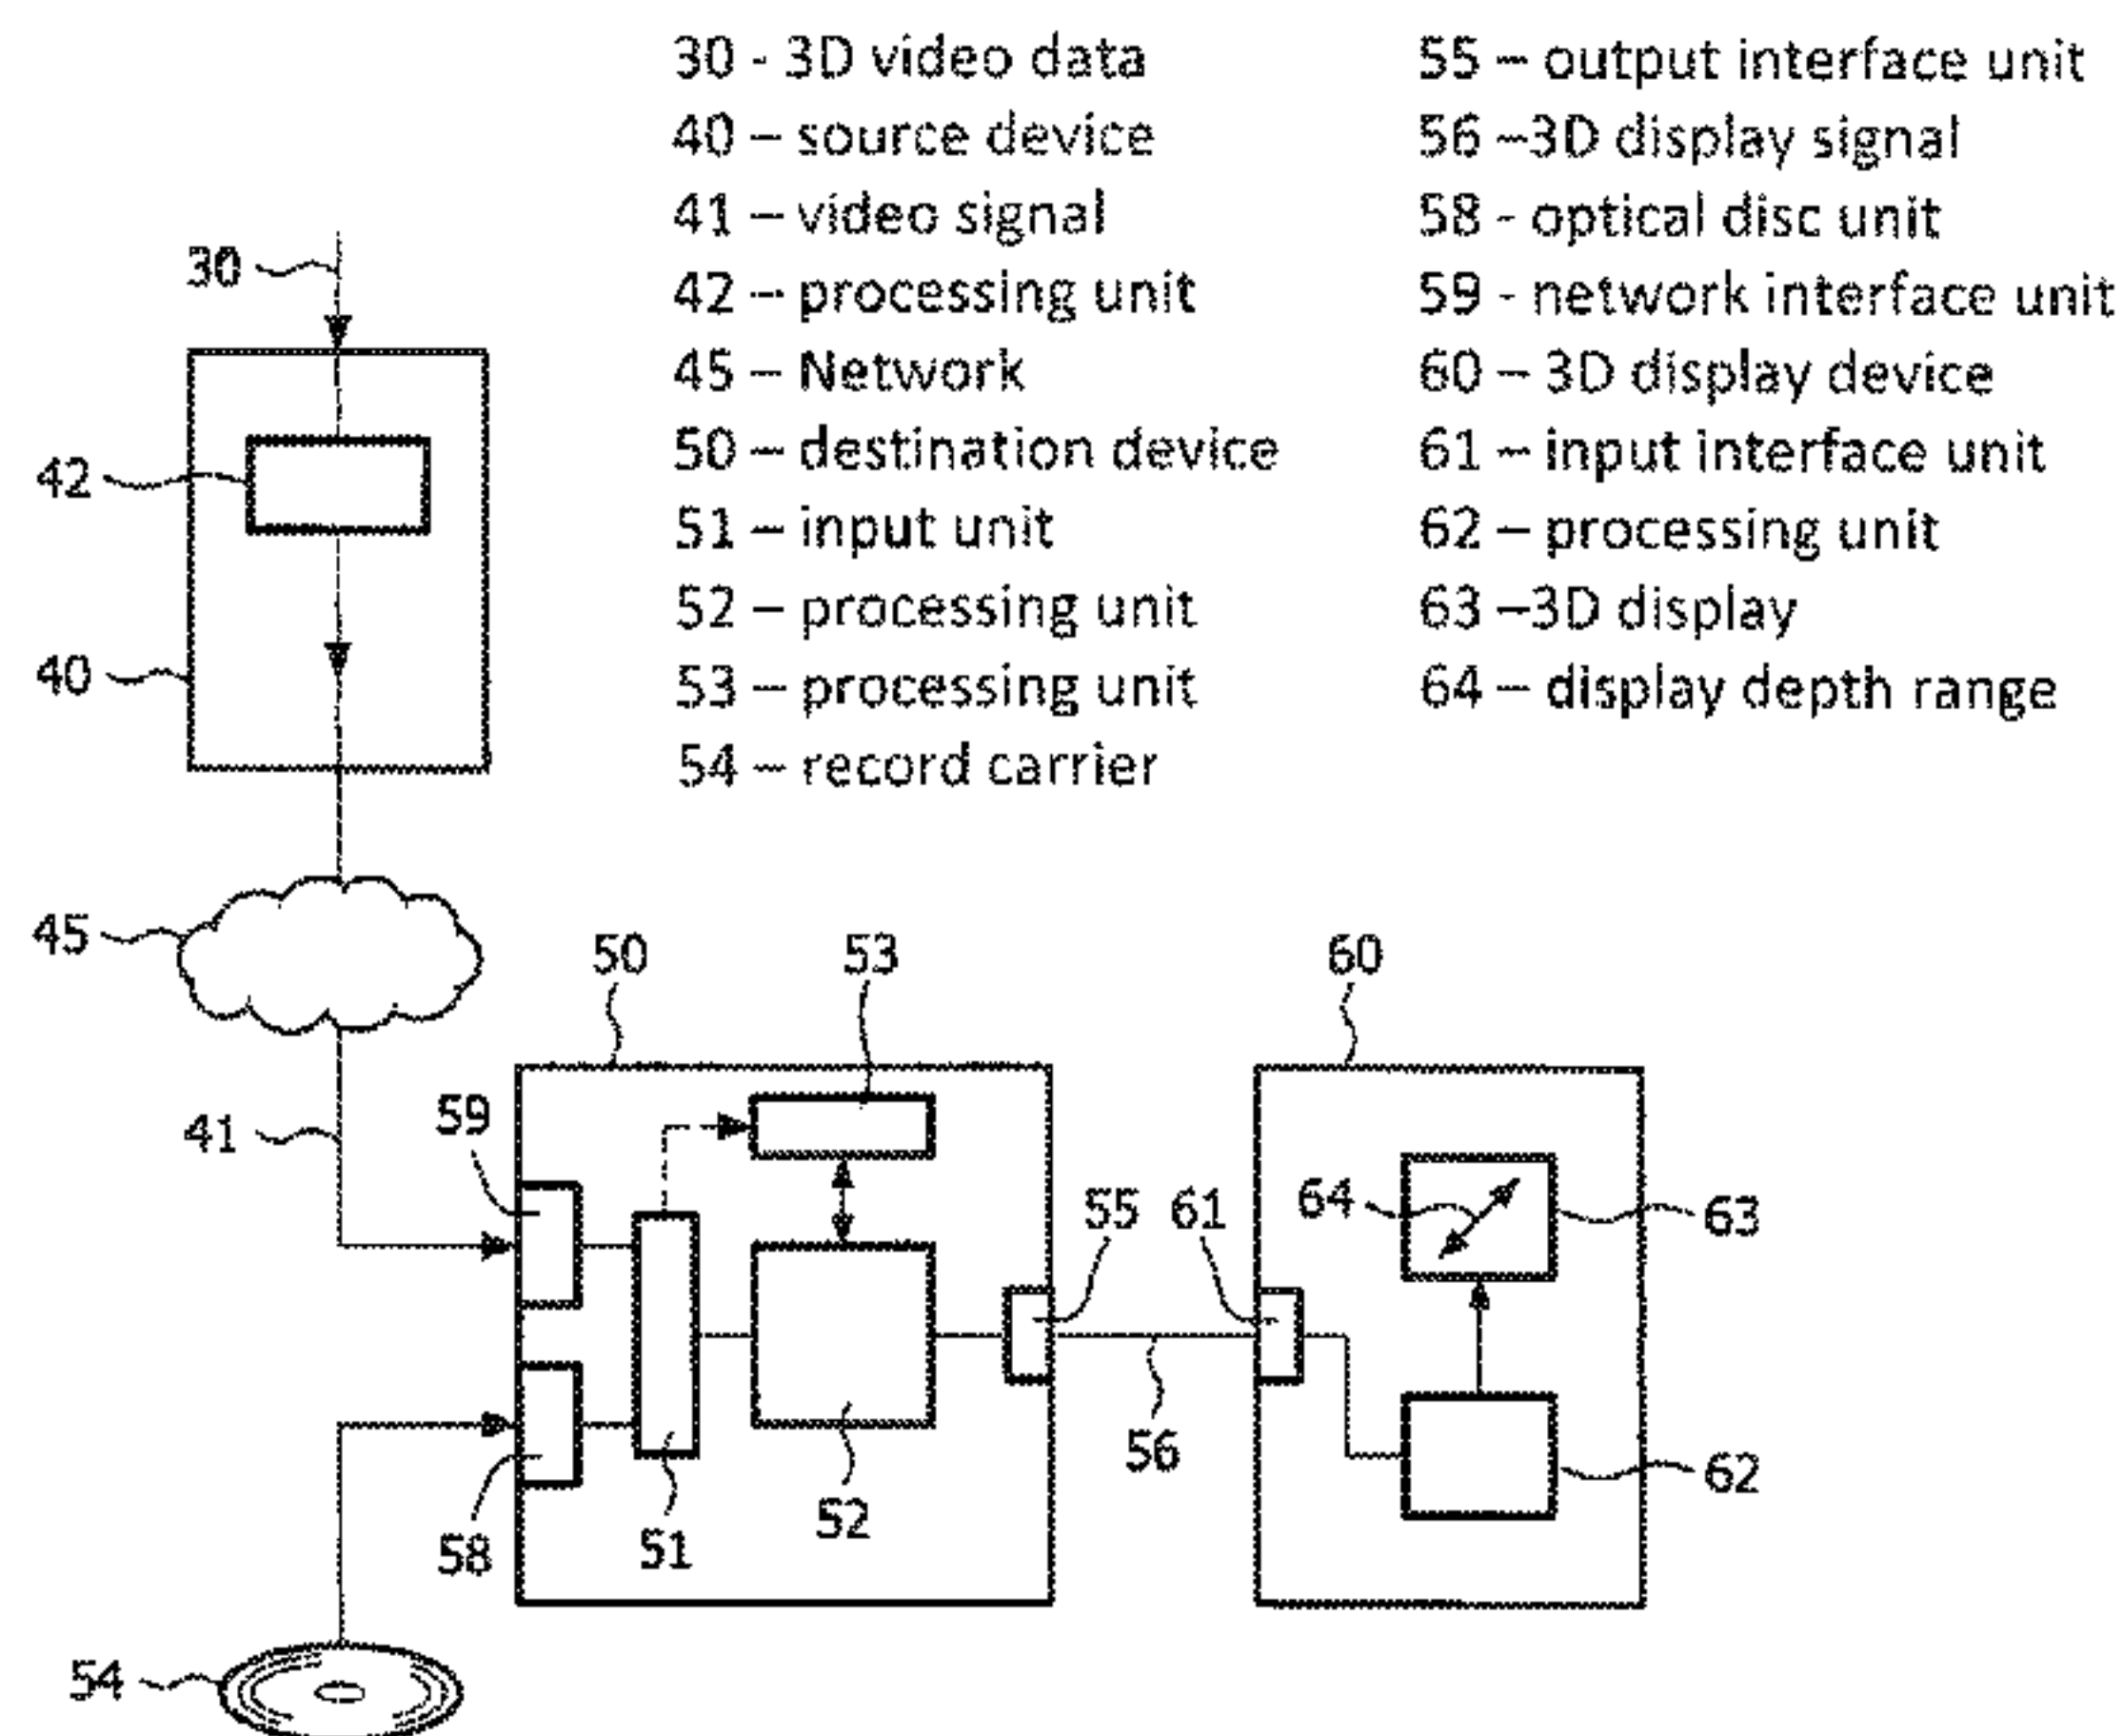 30 - 3D video data
40 – source device
41 – video signal
42 – processing unit
45 – Network
50 – destination device
51 – input unit
52 – processing unit
53 – processing unit
54 – record carrier
55 – output interface unit
56 –3D display signal
58 - optical disc unit
59 - network interface unit
60 – 3D display device
61 – input interface unit
62 – processing unit
63 –3D display
64 – display depth range
30
42
40
45
50
53
60
41
59
55
61
64
63
56
62
58
51
52
54